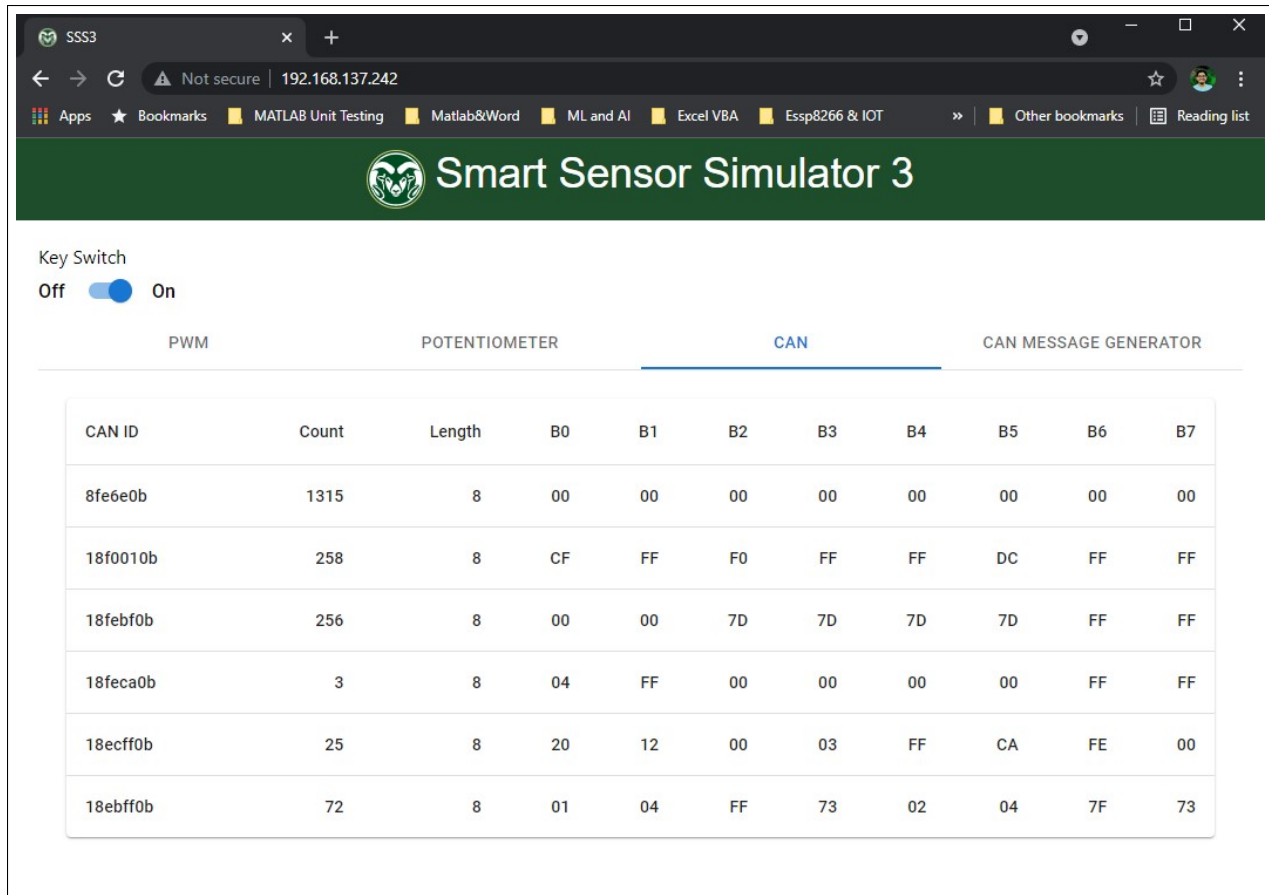 SSS3
Not secure | 192.168.137.242
Apps Bookmarks MATLAB Unit Testing Matlab&Word ML and AI Excel VBA Essp8266 & IOT » Other bookmarks Reading list
Smart Sensor Simulator 3
Key Switch
Off On
PWM POTENTIOMETER CAN CAN MESSAGE GENERATOR
CAN ID Count Length B0 B1 B2 B3 B4 B5 B6 B7
8fe6e0b 1315 8 00 00 00 00 00 00 00 00
18f0010b 258 8 CF FF F0 FF FF DC FF FF
18febf0b 256 8 00 00 7D 7D 7D 7D FF FF
18feca0b 3 8 04 FF 00 00 00 00 FF FF
18ecff0b 25 8 20 12 00 03 FF CA FE 00
18ebff0b 72 8 01 04 FF 73 02 04 7F 73